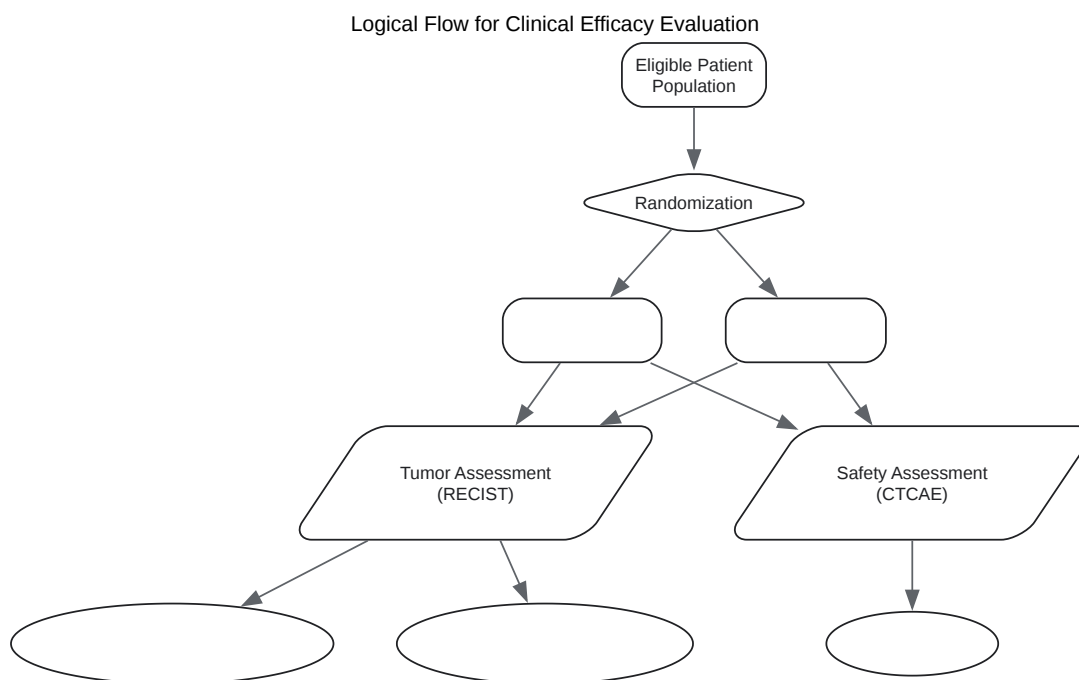 Logical Flow for Clinical Efficacy Evaluation
Eligible Patient
Population
Randomization
Tumor Assessment
(RECIST)
Safety Assessment
(CTCAE)